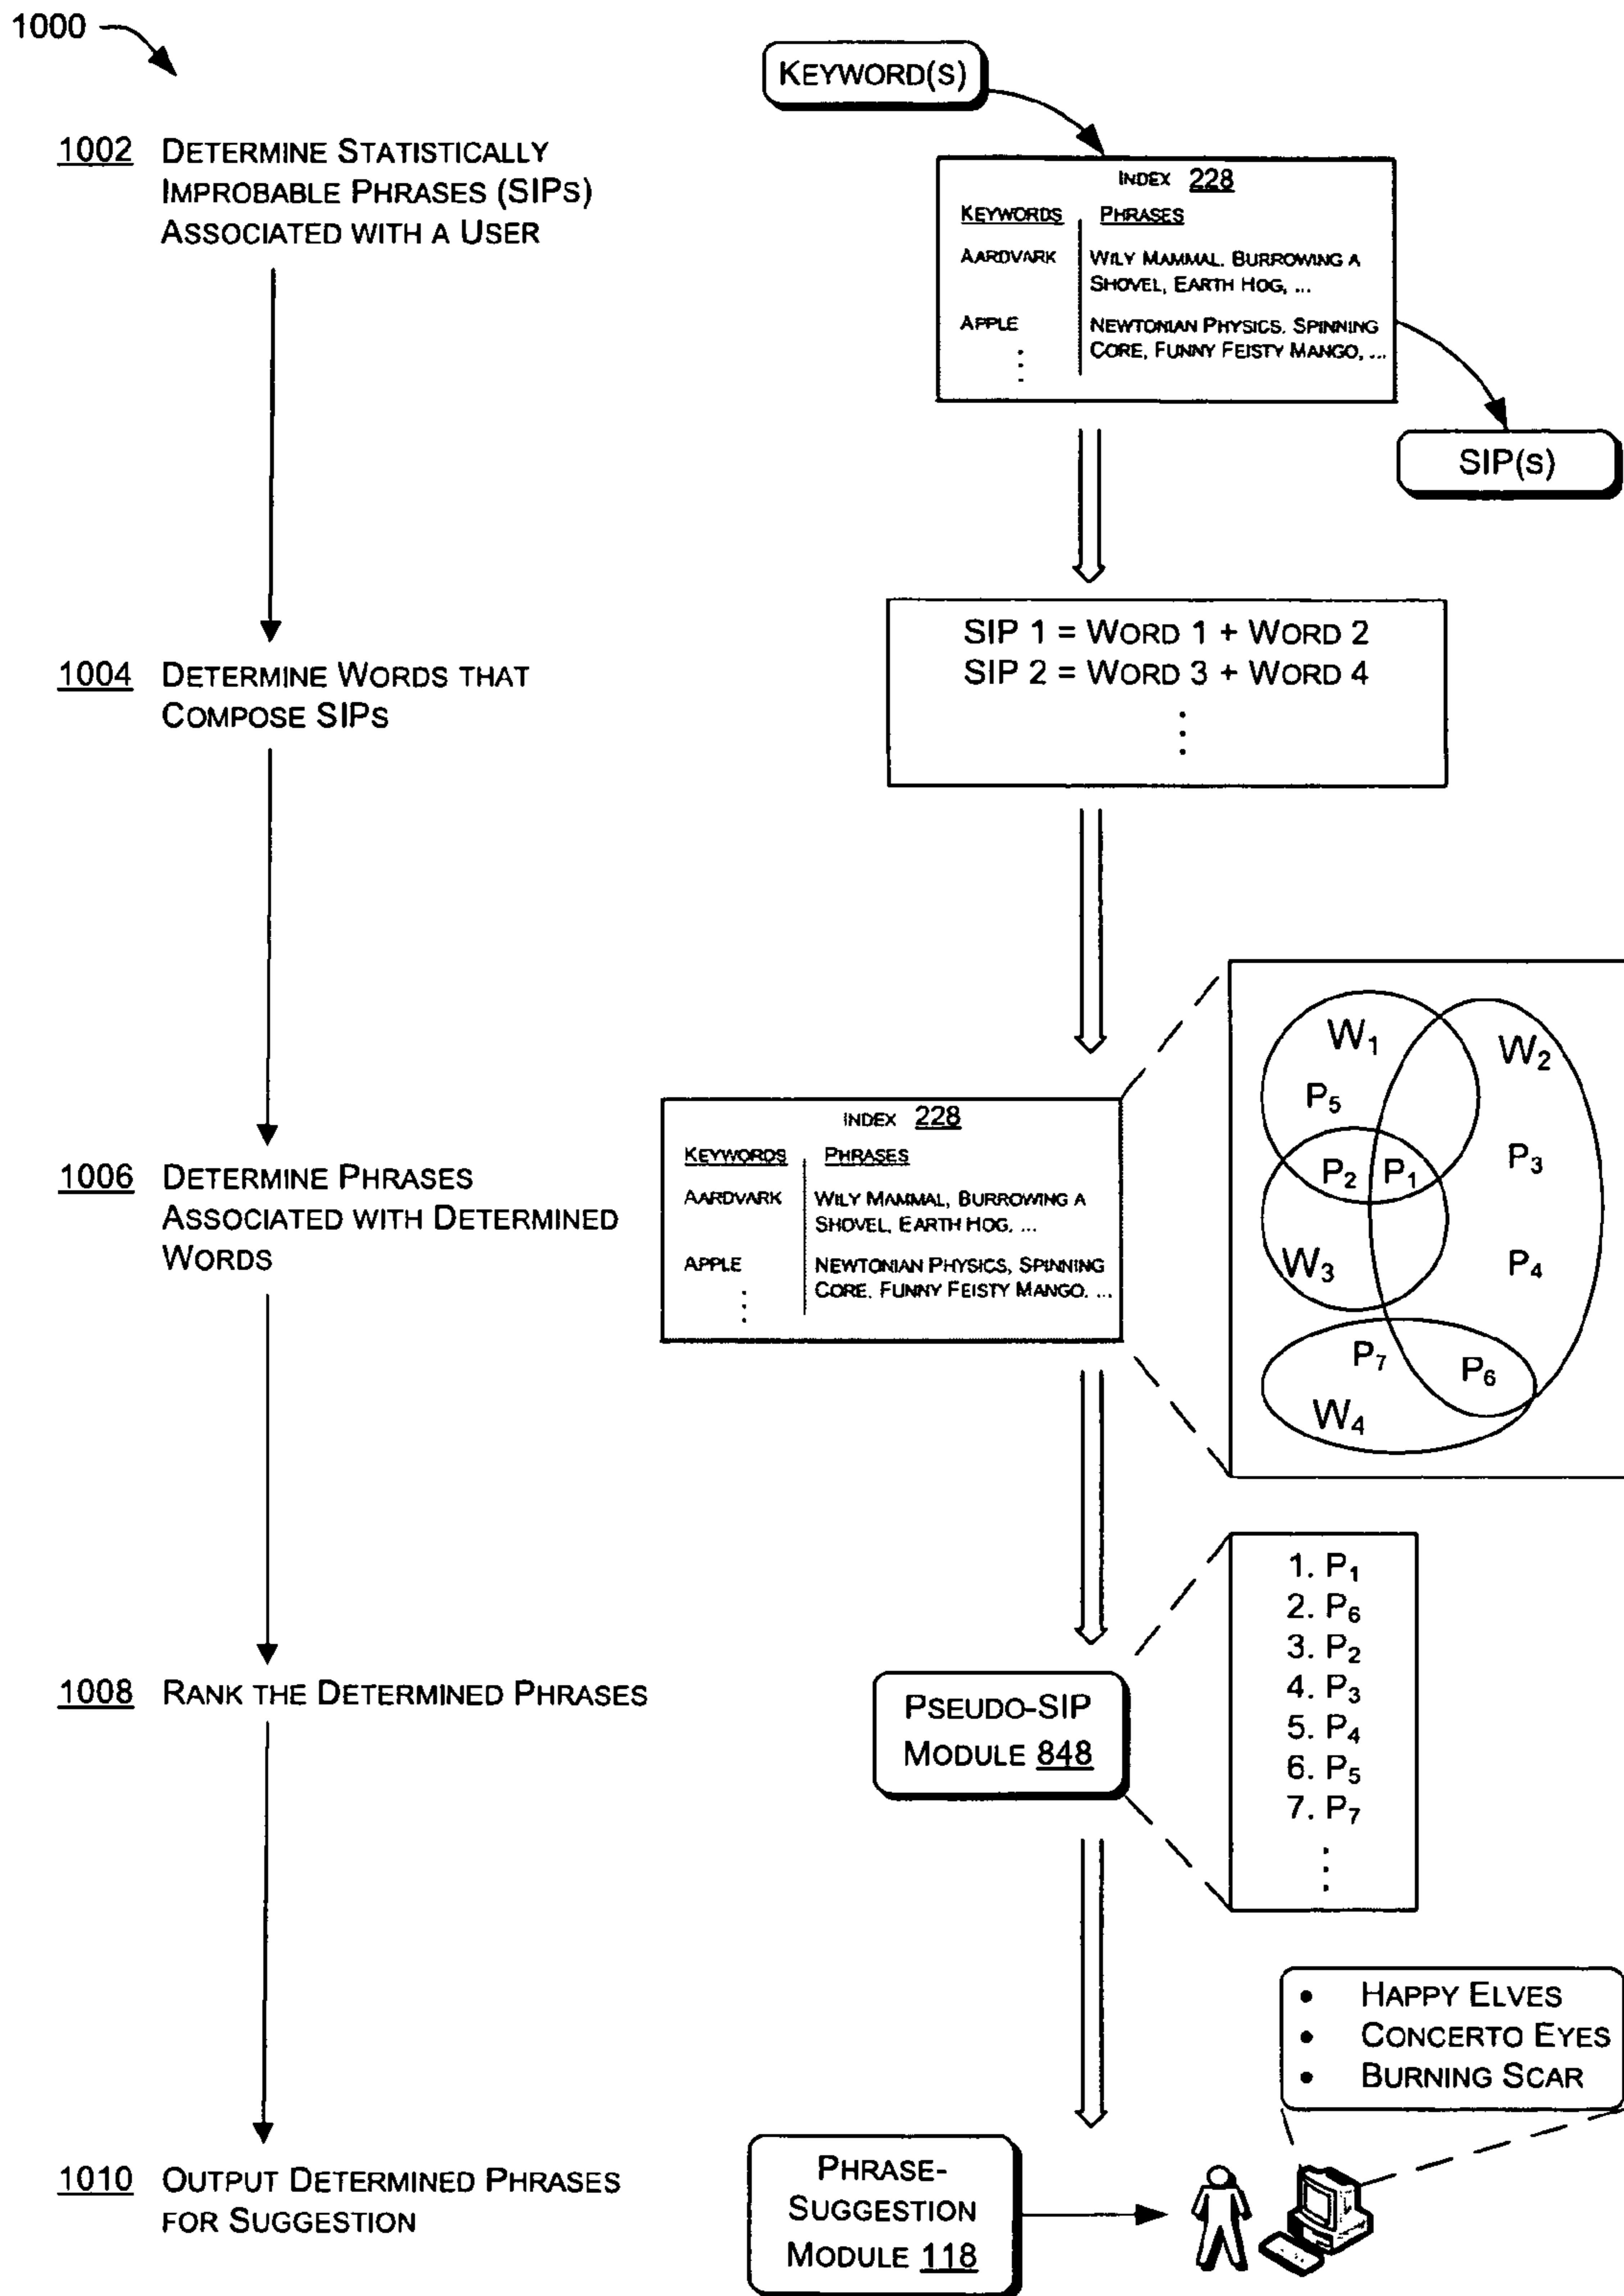 1000
KEYWORD(S)
1002 DETERMINE STATISTICALLY
IMPROBABLE PHRASES (SIPS)
ASSOCIATED WITH A USER
INDEX 228
KEYWORDS PHRASES
AARDVARK WILY MAMMAL. BURROWING A
SHOVEL, EARTH HOG, ...
APPLE NEWTONIAN PHYSICS. SPINNING
CORE, FUNNY FEISTY MANGO, ...
SIP(S)
SIP 1 = WORD 1 + WORD 2
SIP 2 = WORD 3 + WORD 4
1004 DETERMINE WORDS THAT
COMPOSE SIPS
W1
W2
P5
P3
P2 P1
W3
P4
P7
P6
W4
INDEX 228
KEYWORDS PHRASES
AARDVARK WILY MAMMAL, BURROWING A
SHOVEL, EARTH HOG, ...
APPLE NEWTONIAN PHYSICS, SPINNING
CORE. FUNNY FEISTY MANGO. ...
1006 DETERMINE PHRASES
ASSOCIATED WITH DETERMINED
WORDS
1. P1
2. P6
3. P2
4. P3
5. P4
6. P5
7. P7
1008 RANK THE DETERMINED PHRASES
PSEUDO-SIP
MODULE 848
• HAPPY ELVES
• CONCERTO EYES
• BURNING SCAR
1010 OUTPUT DETERMINED PHRASES
FOR SUGGESTION
PHRASE-
SUGGESTION
MODULE 118